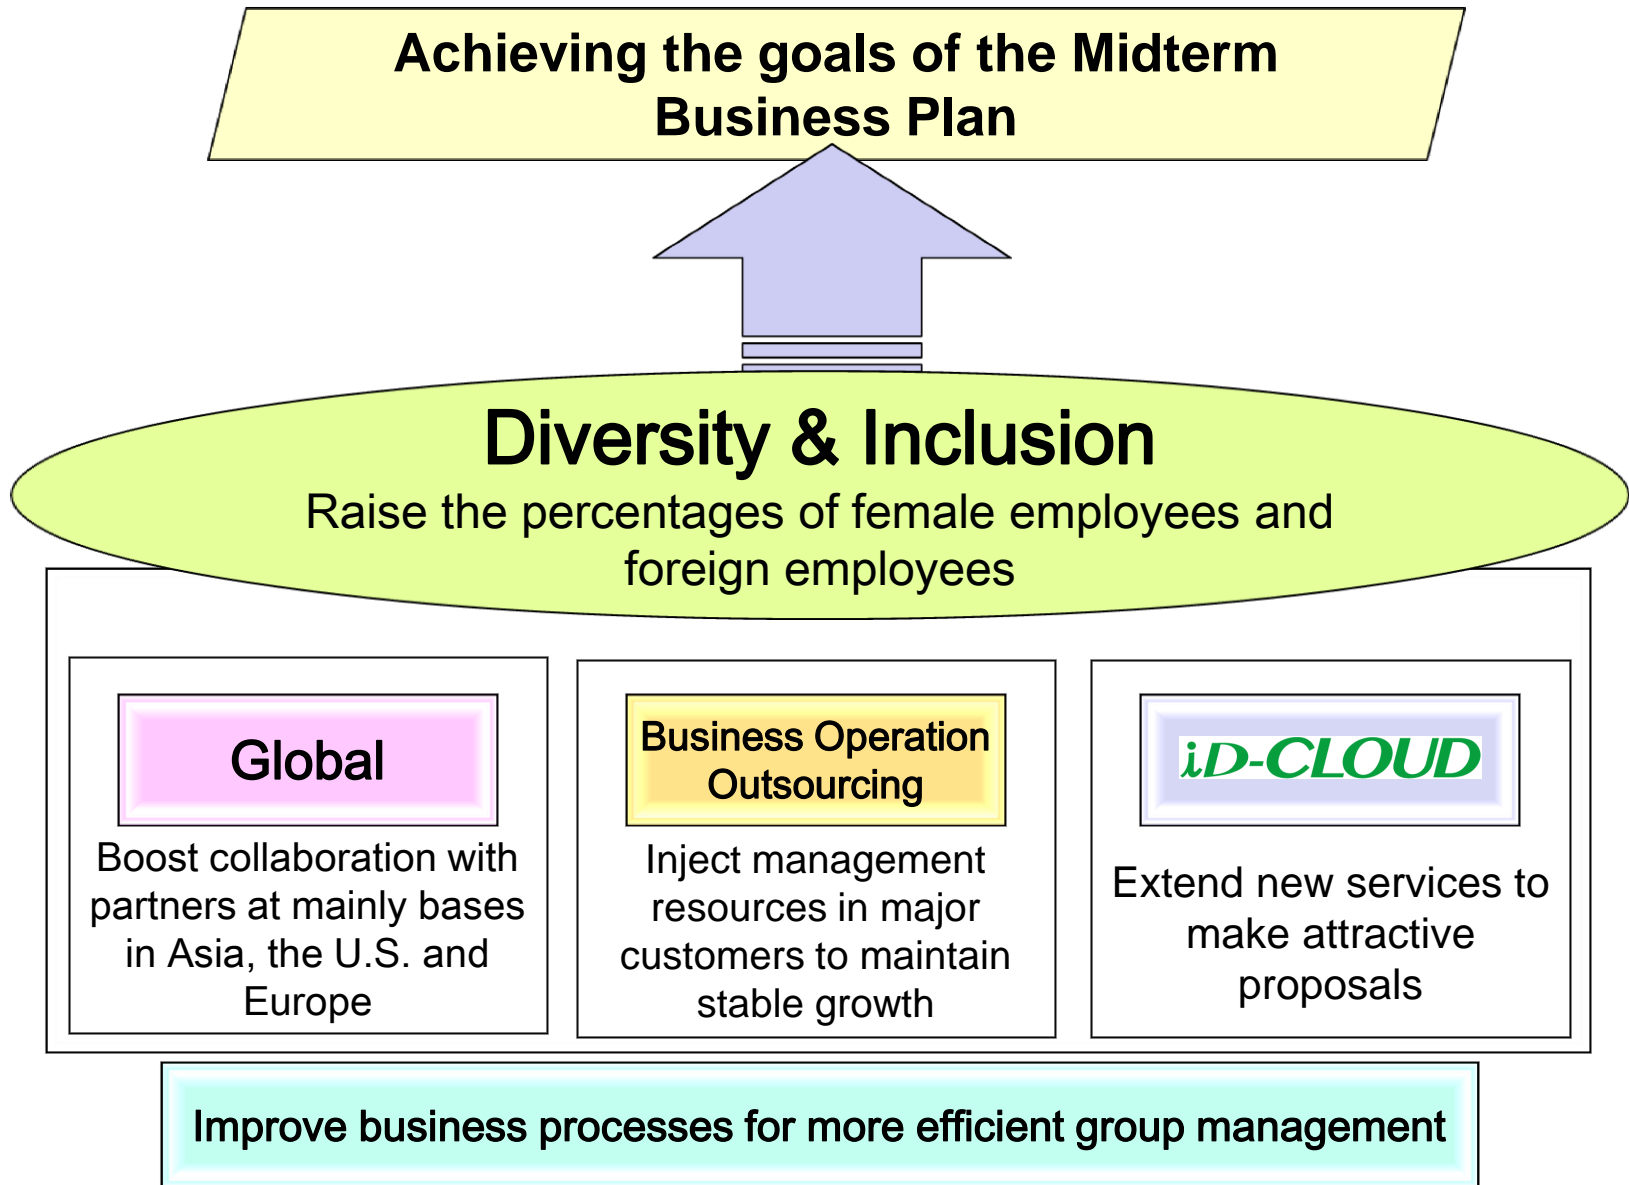 Achieving the goals of the Midterm
Business Plan
Diversity & Inclusion
Raise the percentages of female employees and
foreign employees
Global
Boost collaboration with
partners at mainly bases
in Asia, the U.S. and
Europe
Business Operation
Outsourcing
Inject management
resources in major
customers to maintain
stable growth
iD-CLOUD
Extend new services to
make attractive
proposals
Improve business processes for more efficient group management